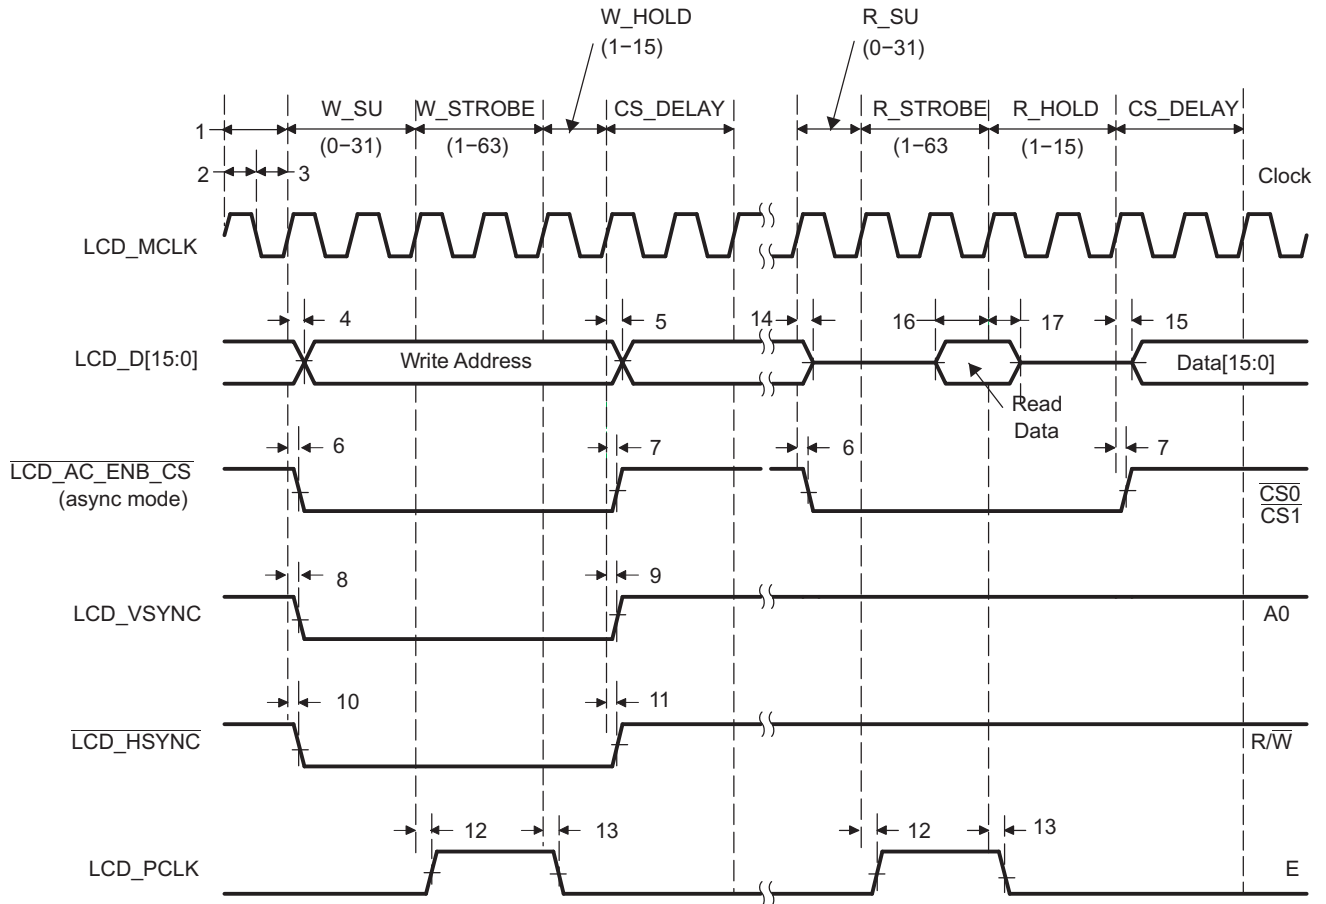 W_HOLD
(1−15)
R_SU
(0−31)
W_SU
(0−31)
W_STROBE
(1−63)
CS_DELAY
R_STROBE
(1−63
R_HOLD
(1−15)
CS_DELAY
1
2
3
Clock
LCD_MCLK
4
5
14
16
17
15
LCD_D[15:0]
Write Address
Data[15:0]
Read
Data
6
7
6
7
LCD_AC_ENB_CS
(async mode)
CS0
CS1
8
9
LCD_VSYNC
A0
10
11
LCD_HSYNC
R/W
12
13
12
13
LCD_PCLK
E